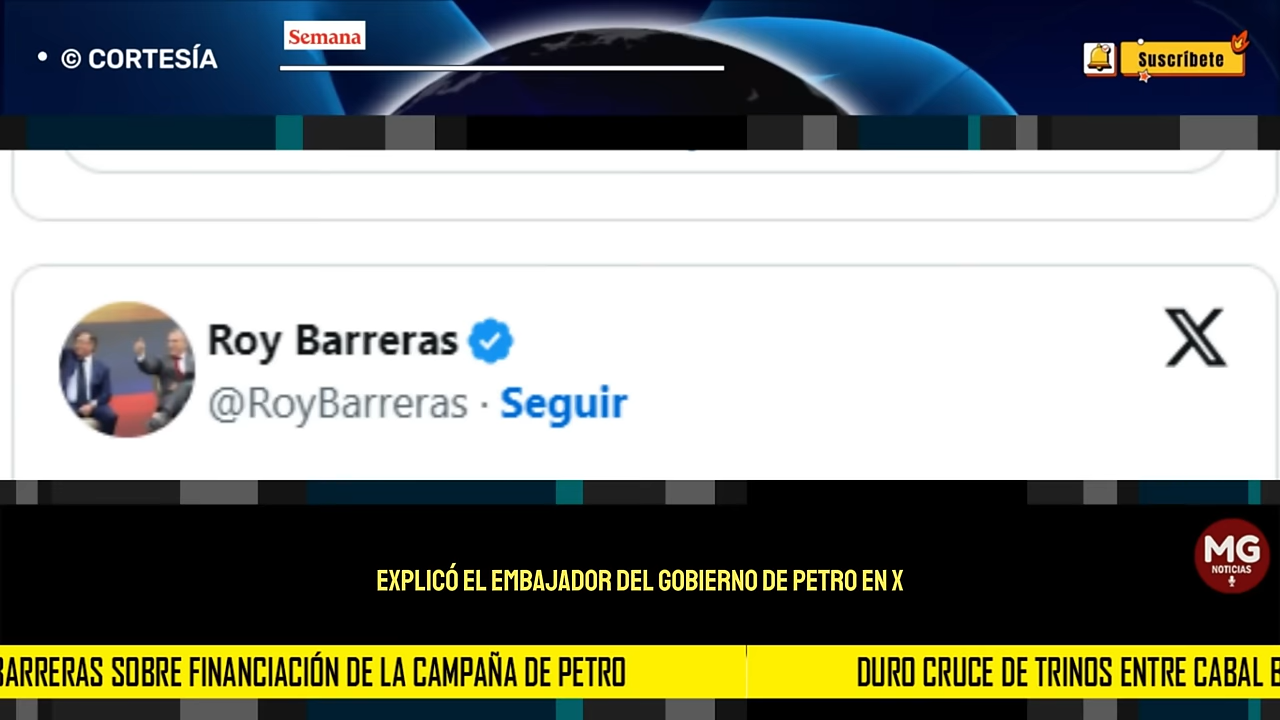 • © CORTESÍA
Semana
Suscríbete
Roy Barreras
@RoyBarreras · Seguir
EXPLICÓ EL EMBAJADOR DEL GOBIERNO DE PETRO EN X
MG
NOTICIAS
BARRERAS SOBRE FINANCIACIÓN DE LA CAMPAÑA DE PETRO
DURO CRUCE DE TRINOS ENTRE CABAL